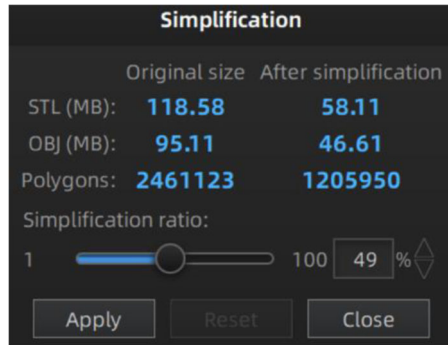 Simplification
Original size After simplification
STL (MB): 118.58 58.11
OBJ (MB): 95.11 46.61
Polygons: 2461123 1205950
Simplification ratio:
1 100 49 %
Apply Reset Close